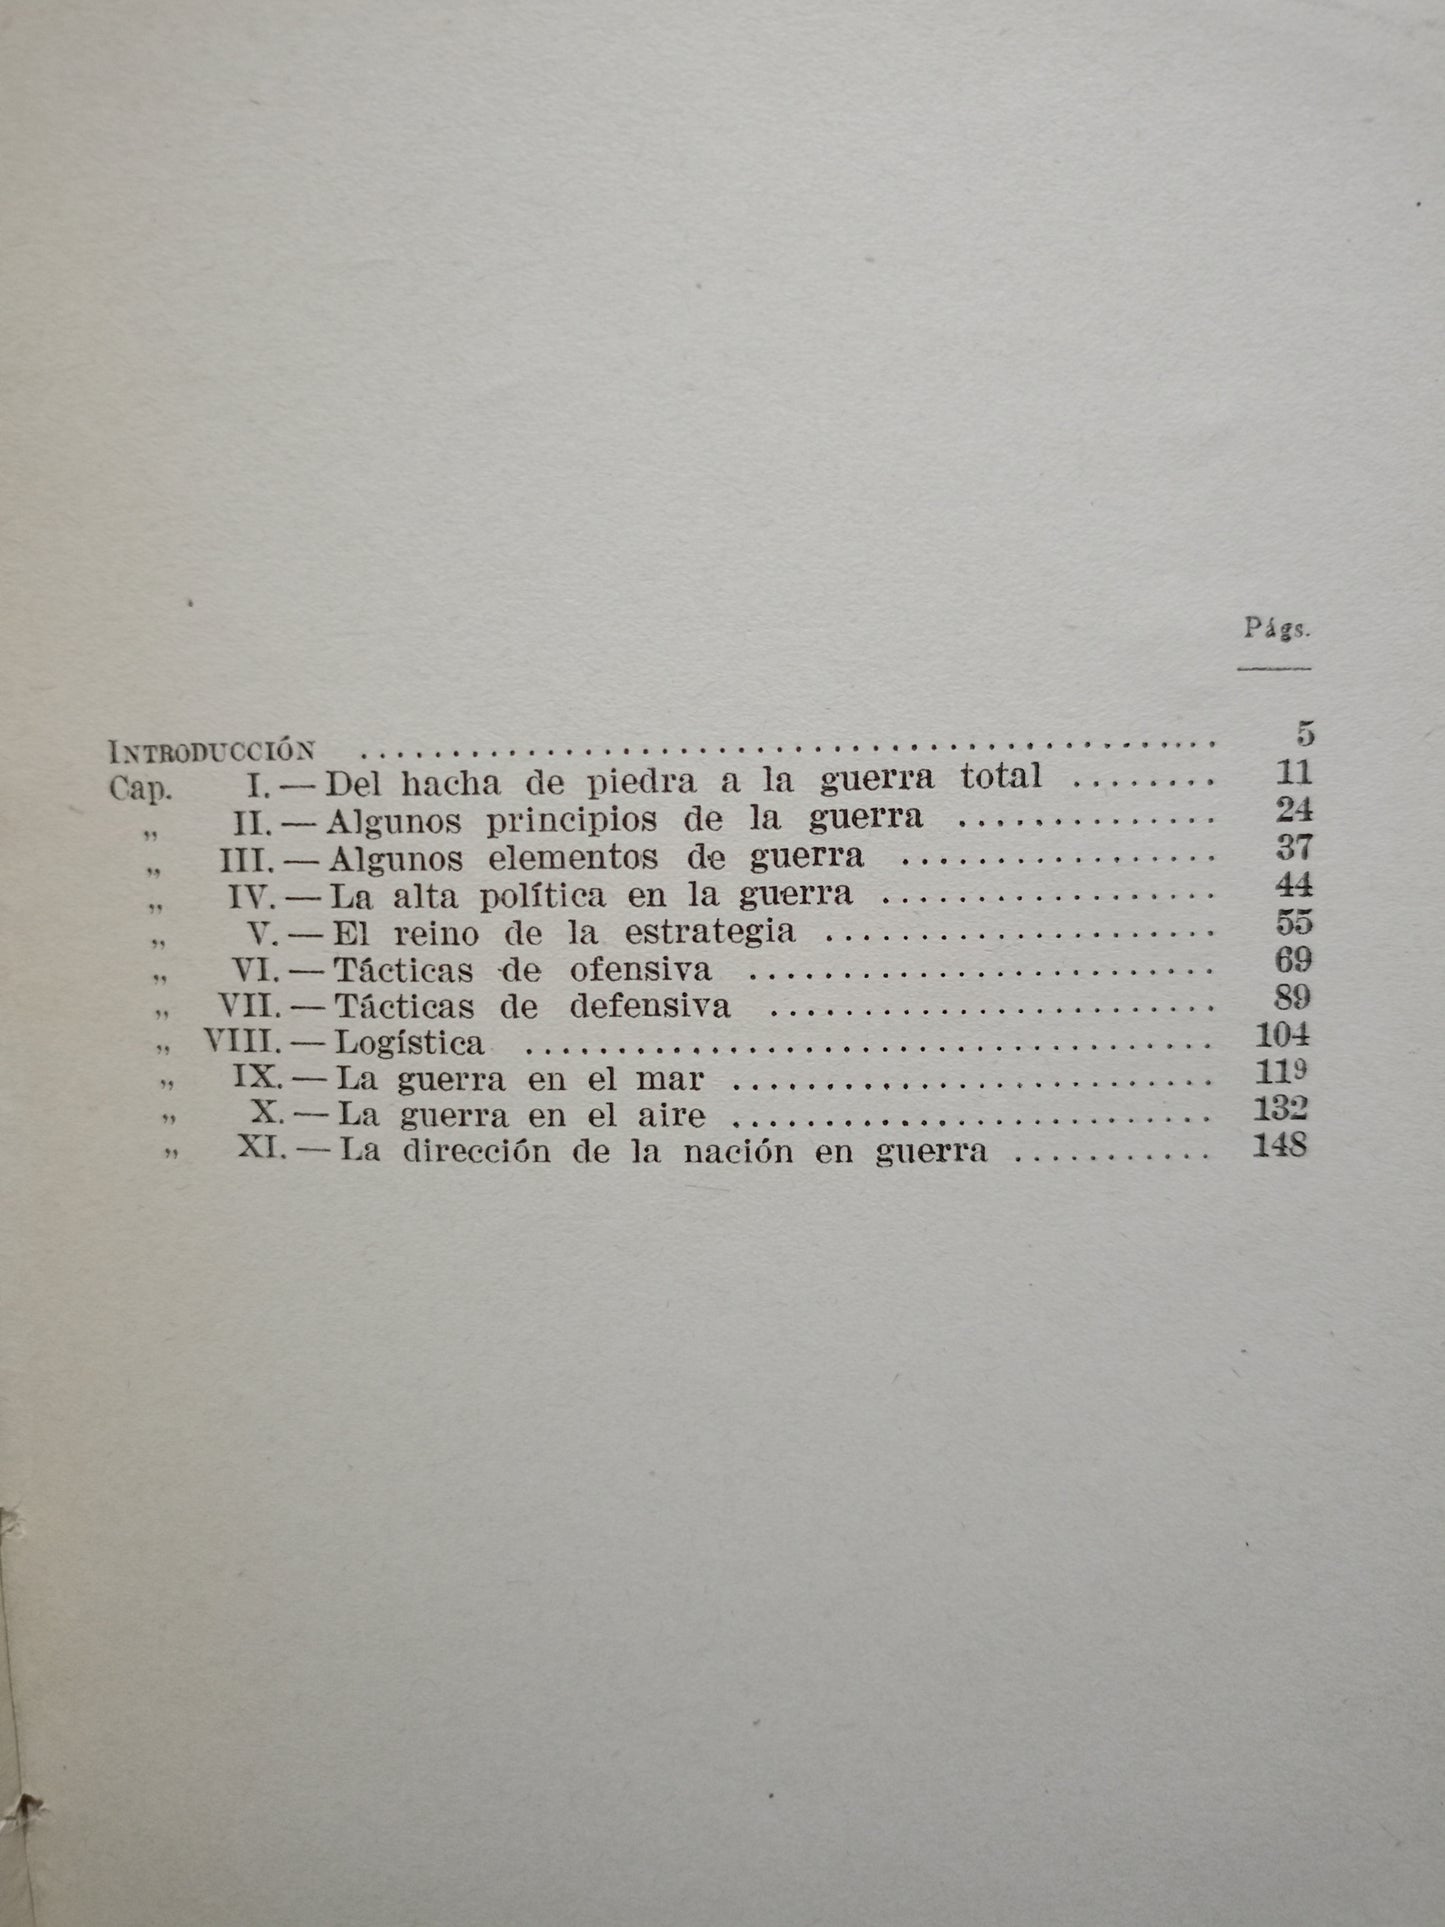 Págs.
INTRODUCCIÓN ........................................ 5
Cap. I. — Del hacha de piedra a la guerra total ........ 11
„ II. — Algunos principios de la guerra .............. 24
„ III. — Algunos elementos de guerra ................. 37
„ IV. — La alta política en la guerra .................. 44
„ V. — El reino de la estrategia ..................... 55
„ VI. — Tácticas de ofensiva ......................... 69
„ VII. — Tácticas de defensiva ........................ 89
„ VIII. — Logística ..................................... 104
„ IX. — La guerra en el mar .......................... 119
„ X. — La guerra en el aire .......................... 132
„ XI. — La dirección de la nación en guerra ........... 148